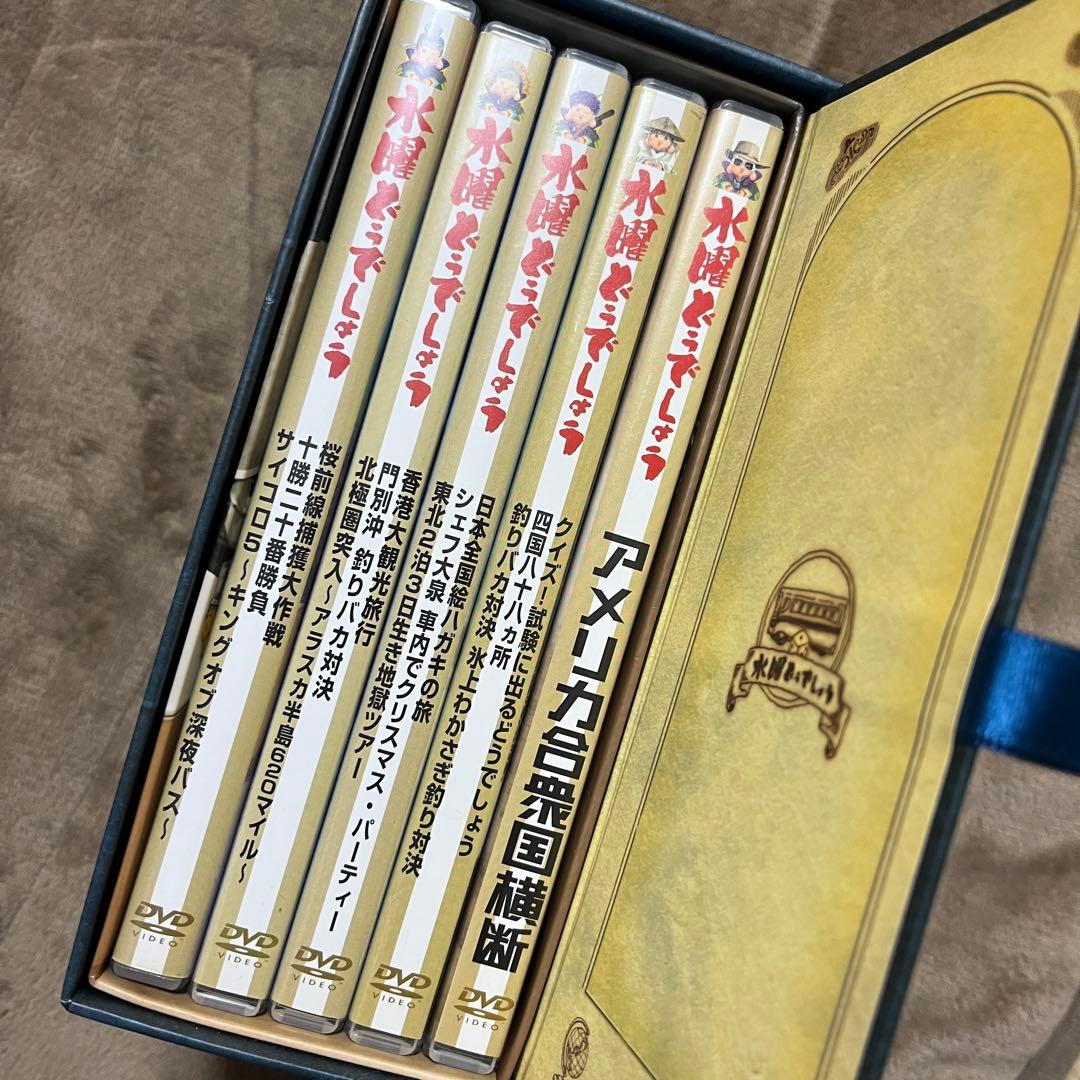 水曜どうでしょう
桜前線捕獲大作戦
十勝二十番勝負
サイコロ5～キングオブ深夜バス～
DVD
VIDEO
水曜どうでしょう
香港大観光旅行
門別沖 釣りバカ対決
北極圏突入～アラスカ半島620マイル～
DVD
VIDEO
水曜どうでしょう
日本全国絵ハガキの旅
シェフ大泉 車内でクリスマス・パーティー
東北2泊3日生き地獄ツアー
DVD
VIDEO
水曜どうでしょう
クイズ!試験に出るどうでしょう
四国八十八ヵ所
釣りバカ対決 氷上わかさぎ釣り対決
DVD
VIDEO
水曜どうでしょう
アメリカ合衆国横断
DVD
VIDEO
水曜どうでしょう